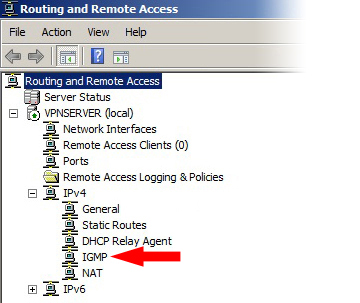 Routing and Remote Access
File Action View Help
?
Routing and Remote Access
Server Status
VPNSERVER (local)
Network Interfaces
Remote Access Clients (0)
Ports
Remote Access Logging & Policies
IPv4
General
Static Routes
DHCP Relay Agent
IGMP
NAT
IPv6